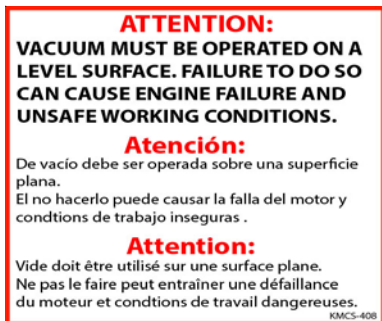 ATTENTION:
VACUUM MUST BE OPERATED ON A
LEVEL SURFACE. FAILURE TO DO SO
CAN CAUSE ENGINE FAILURE AND
UNSAFE WORKING CONDITIONS.
Atención:
De vacío debe ser operada sobre una superficie
plana.
El no hacerlo puede causar la falla del motor y
condtions de trabajo inseguras .
Attention:
Vide doit être utilisé sur une surface plane.
Ne pas le faire peut entraîner une défaillance
du moteur et condtions de travail dangereuses.
KMCS-408